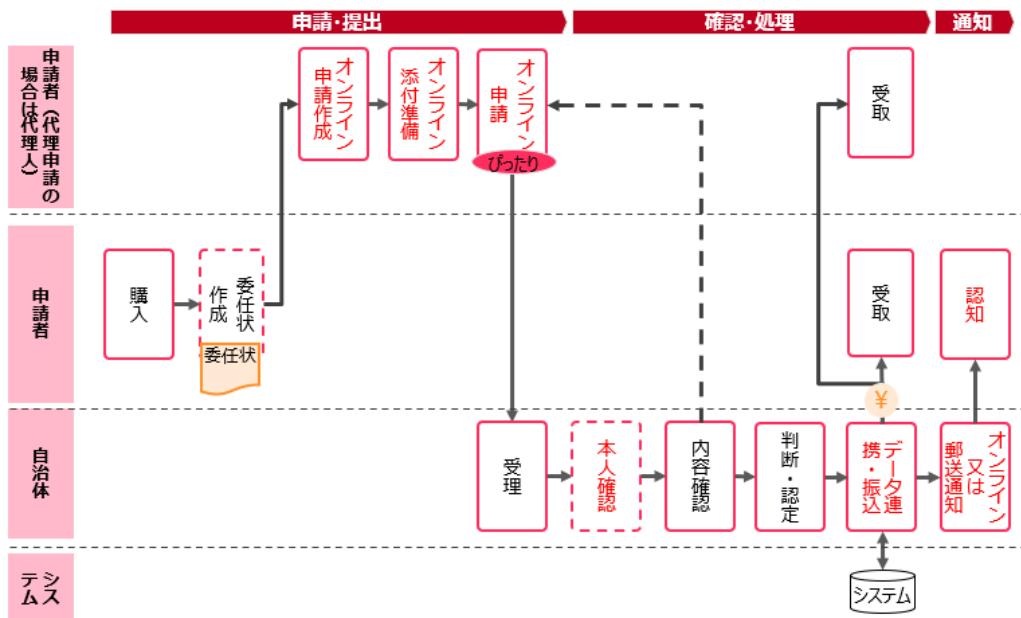 申請・提出
確認・処理
通知
申請者（代理申請の
場合は代理人）
オンライン
申請作成
オンライン
添付準備
オンライン
申請
ぴったり
受取
申請者
購入
委任状
作成
委任状
受取
認知
¥
自治体
受理
本人確認
内容確認
判断・認定
データ連
携・振込
オンライン
又は
郵送通知
シス
テム
システム